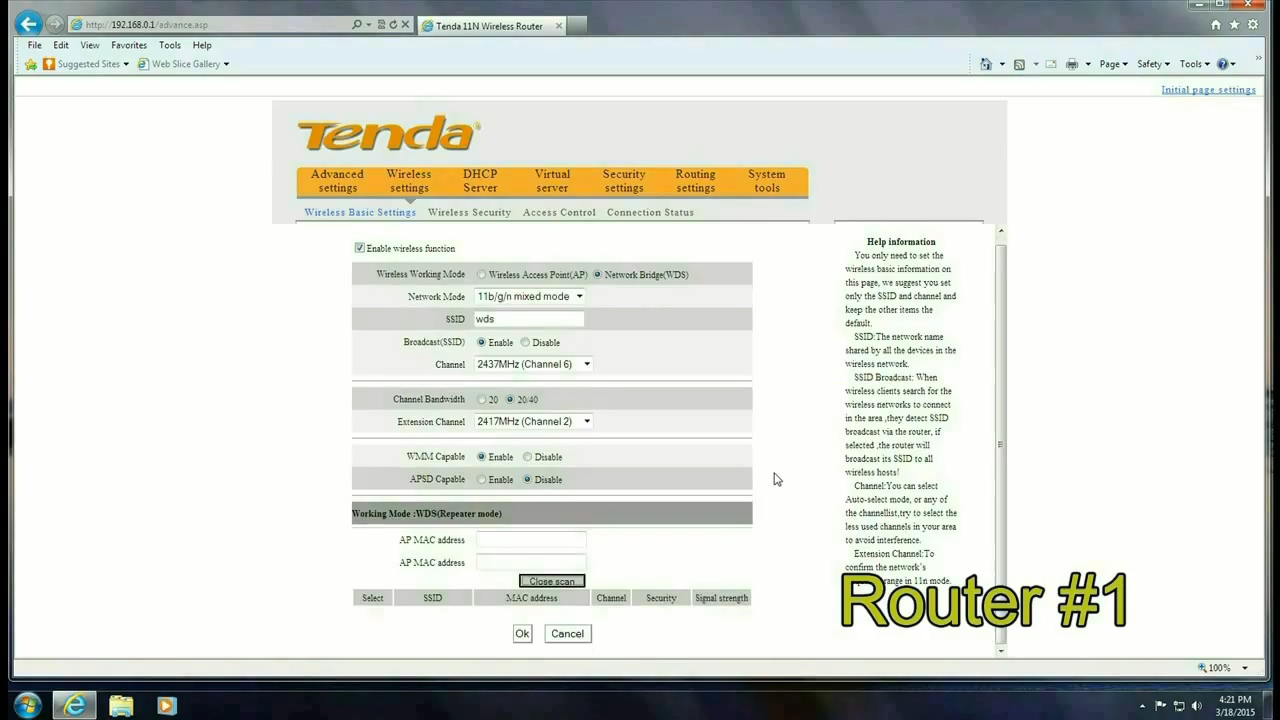 http://192.168.0.1/advance.asp
Tenda 11N Wireless Router
File Edit View Favorites Tools Help
Suggested Sites Web Slice Gallery
Page Safety Tools
Initial page settings
Tenda
Advanced settings
Wireless settings
DHCP Server
Virtual server
Security settings
Routing settings
System tools
Wireless Basic Settings Wireless Security Access Control Connection Status
Enable wireless function
Wireless Working Mode Wireless Access Point(AP) Network Bridge(WDS)
Network Mode 11b/g/n mixed mode
SSID wds
Broadcast(SSID) Enable Disable
Channel 2437MHz (Channel 6)
Channel Bandwidth 20 20/40
Extension Channel 2417MHz (Channel 2)
WMM Capable Enable Disable
APSD Capable Enable Disable
Working Mode :WDS(Repeater mode)
AP MAC address
AP MAC address
Close scan
Select SSID MAC address Channel Security Signal strength
Ok Cancel
Help information
You only need to set the
wireless basic information on
this page, we suggest you set
only the SSID and channel and
keep the other items the
default.
SSID:The network name
shared by all the devices in the
wireless network.
SSID Broadcast: When
wireless clients search for the
wireless networks to connect
in the area ,they detect SSID
broadcast via the router, if
selected ,the router will
broadcast its SSID to all
wireless hosts!
Channel:You can select
Auto-select mode, or any of
the channellist,try to select the
less used channels in your area
to avoid interference.
Extension Channel:To
confirm the network's
range in 11n mode.
Router #1
100%
4:21 PM
3/18/2015